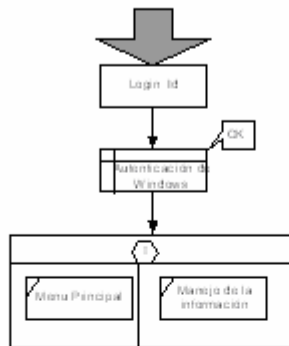 Login Id
OK
Autenticación de
Windows
Menu Principal
Manejo de la
información